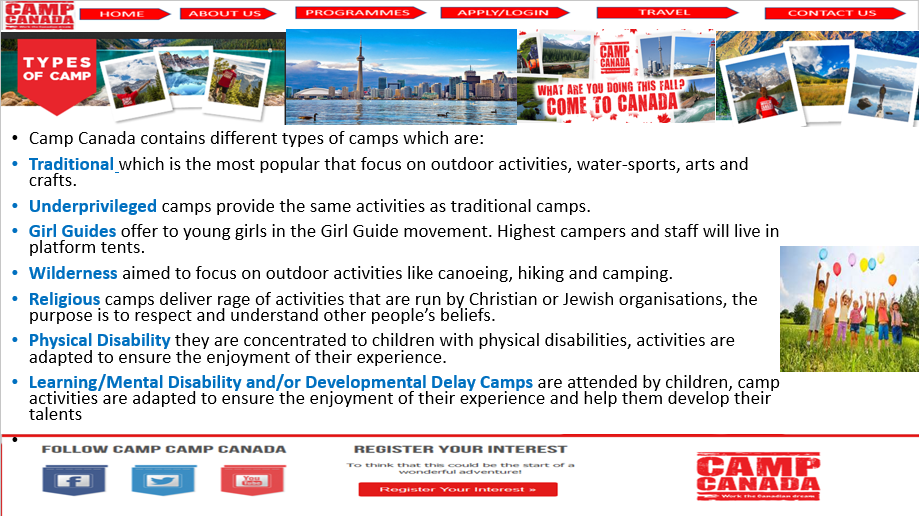 CAMP
CANADA
HOME
ABOUT US
PROGRAMMES
APPLY/LOGIN
TRAVEL
CONTACT US
TYPES
OF CAMP
CAMP
CANADA
WHAT ARE YOU DOING THIS FALL?
COME TO CANADA
• Camp Canada contains different types of camps which are:
• Traditional which is the most popular that focus on outdoor activities, water-sports, arts and
crafts.
• Underprivileged camps provide the same activities as traditional camps.
• Girl Guides offer to young girls in the Girl Guide movement. Highest campers and staff will live in
platform tents.
• Wilderness aimed to focus on outdoor activities like canoeing, hiking and camping.
• Religious camps deliver rage of activities that are run by Christian or Jewish organisations, the
purpose is to respect and understand other people's beliefs.
• Physical Disability they are concentrated to children with physical disabilities, activities are
adapted to ensure the enjoyment of their experience.
• Learning/Mental Disability and/or Developmental Delay Camps are attended by children, camp
activities are adapted to ensure the enjoyment of their experience and help them develop their
talents
•
FOLLOW CAMP CAMP CANADA
You Tube
REGISTER YOUR INTEREST
To think that this could be the start of a
wonderful adventure!
Register Your Interest »
CAMP
CANADA
Work the Canadian dream